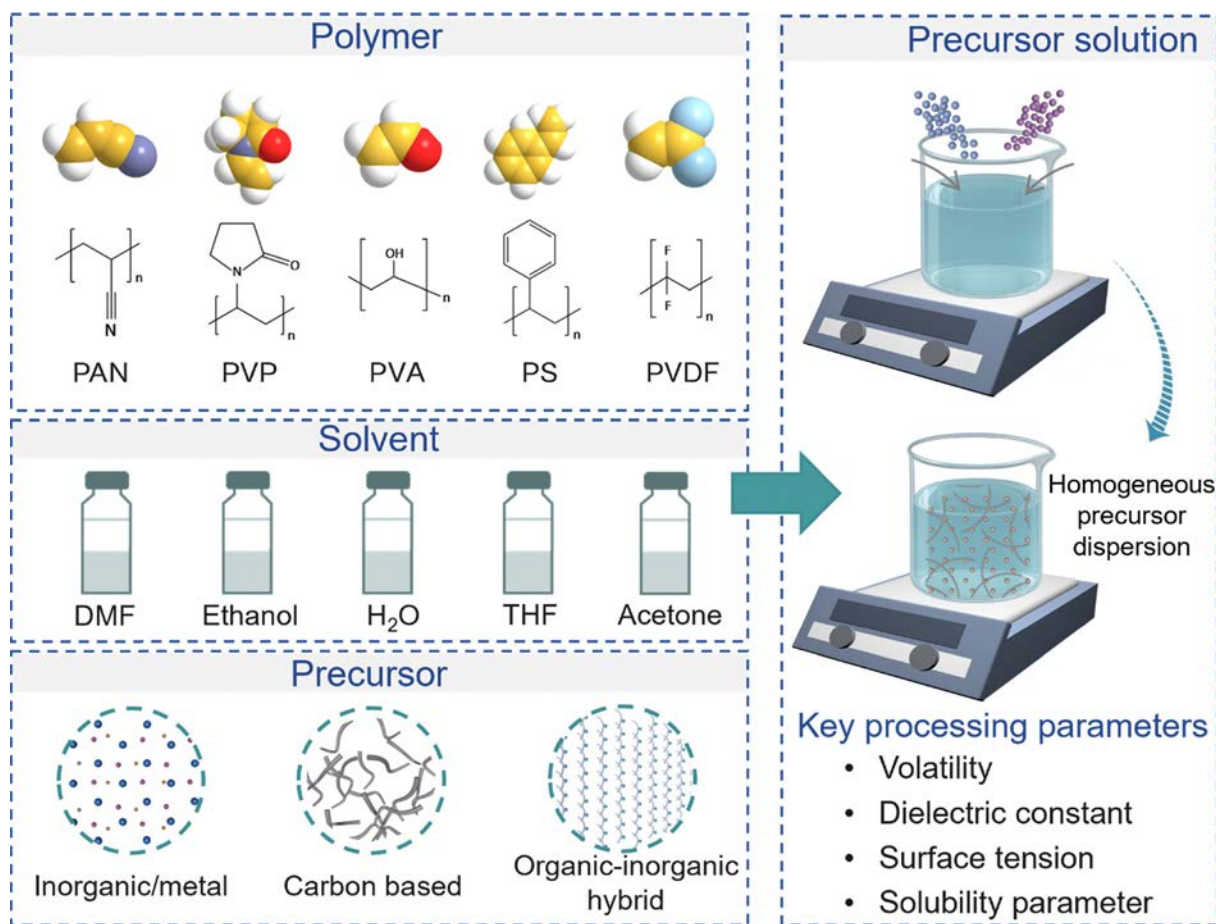 Polymer
N
n
N
O
n
OH
n
n
F
F
n
PAN
PVP
PVA
PS
PVDF
Solvent
DMF
Ethanol
H₂O
THF
Acetone
Precursor
Inorganic/metal
Carbon based
Organic-inorganic
hybrid
Precursor solution
Homogeneous
precursor
dispersion
Key processing parameters
• Volatility
• Dielectric constant
• Surface tension
• Solubility parameter